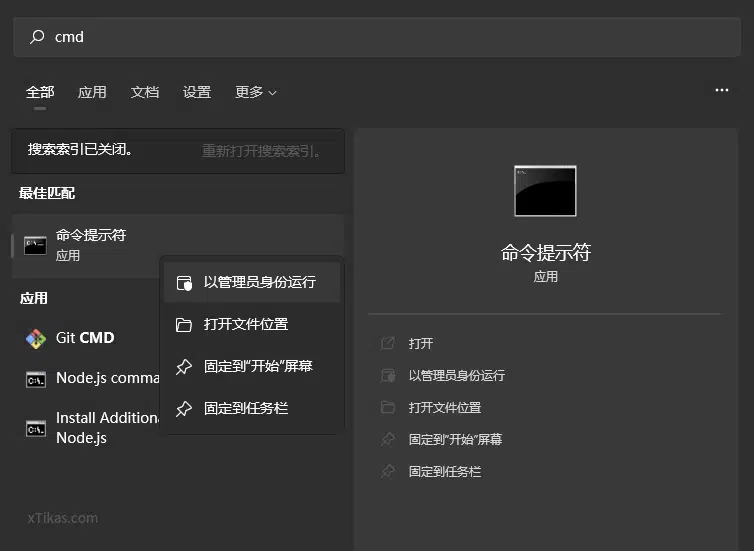 cmd
全部 应用 文档 设置 更多
搜索索引已关闭。 重新打开搜索索引。
最佳匹配
命令提示符
应用
应用
Git CMD
Node.js comma
Install Additiona
Node.js
以管理员身份运行
打开文件位置
固定到“开始”屏幕
固定到任务栏
命令提示符
应用
打开
以管理员身份运行
打开文件位置
固定到“开始”屏幕
固定到任务栏
xTikas.com